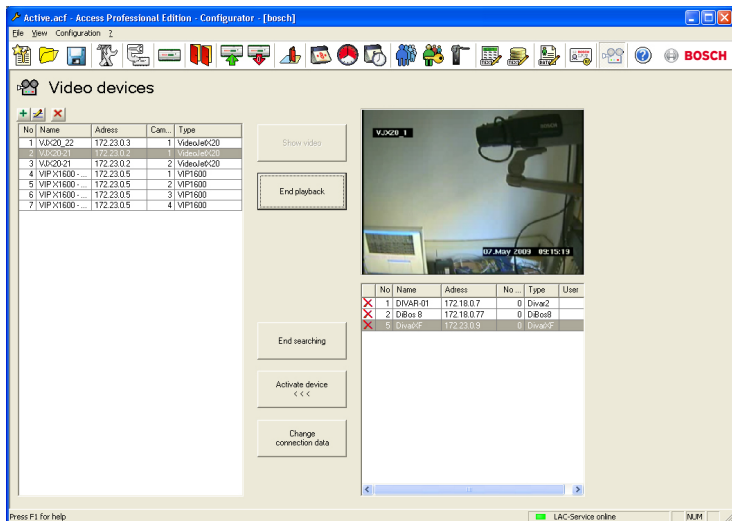 Active.acf - Access Professional Edition - Configurator - [bosch]
File View Configuration ?
BOSCH
Video devices
No Name Adress Cam... Type
1 VJX20_22 172.23.0.3 1 VideoJetX20
2 VJX20-21 172.23.0.2 1 VideoJetX20
3 VJX20-21 172.23.0.2 2 VideoJetX20
4 VIP X1600 - ... 172.23.0.5 1 VIP1600
5 VIP X1600 - ... 172.23.0.5 2 VIP1600
6 VIP X1600 - ... 172.23.0.5 3 VIP1600
7 VIP X1600 - ... 172.23.0.5 4 VIP1600
Show video
End playback
End searching
Activate device
< < <
Change
connection data
VJX20_1
BOSCH
07.May 2009 09:15:19
No Name Adress No ... Type User
1 DIVAR-01 172.18.0.7 0 Divar2
2 DiBos 8 172.18.0.77 0 DiBos8
5 DivarXF 172.23.0.9 0 DivarXF
Press F1 for help
LAC-Service online
NUM